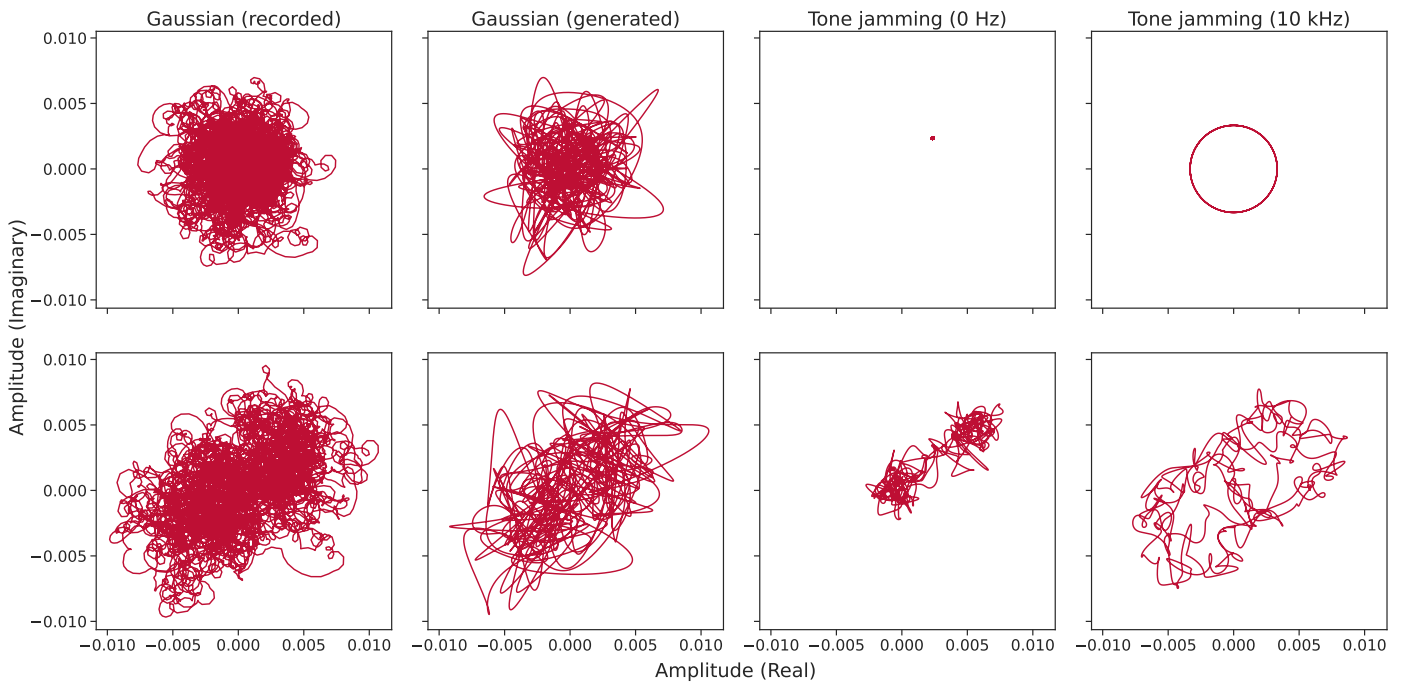 Gaussian (recorded)
Gaussian (generated)
Tone jamming (0 Hz)
Tone jamming (10 kHz)
Amplitude (Imaginary)
0.010
0.005
0.000
−0.005
−0.010
0.010
0.005
0.000
−0.005
−0.010
−0.010 −0.005 0.000 0.005 0.010
−0.010 −0.005 0.000 0.005 0.010
−0.010 −0.005 0.000 0.005 0.010
−0.010 −0.005 0.000 0.005 0.010
Amplitude (Real)